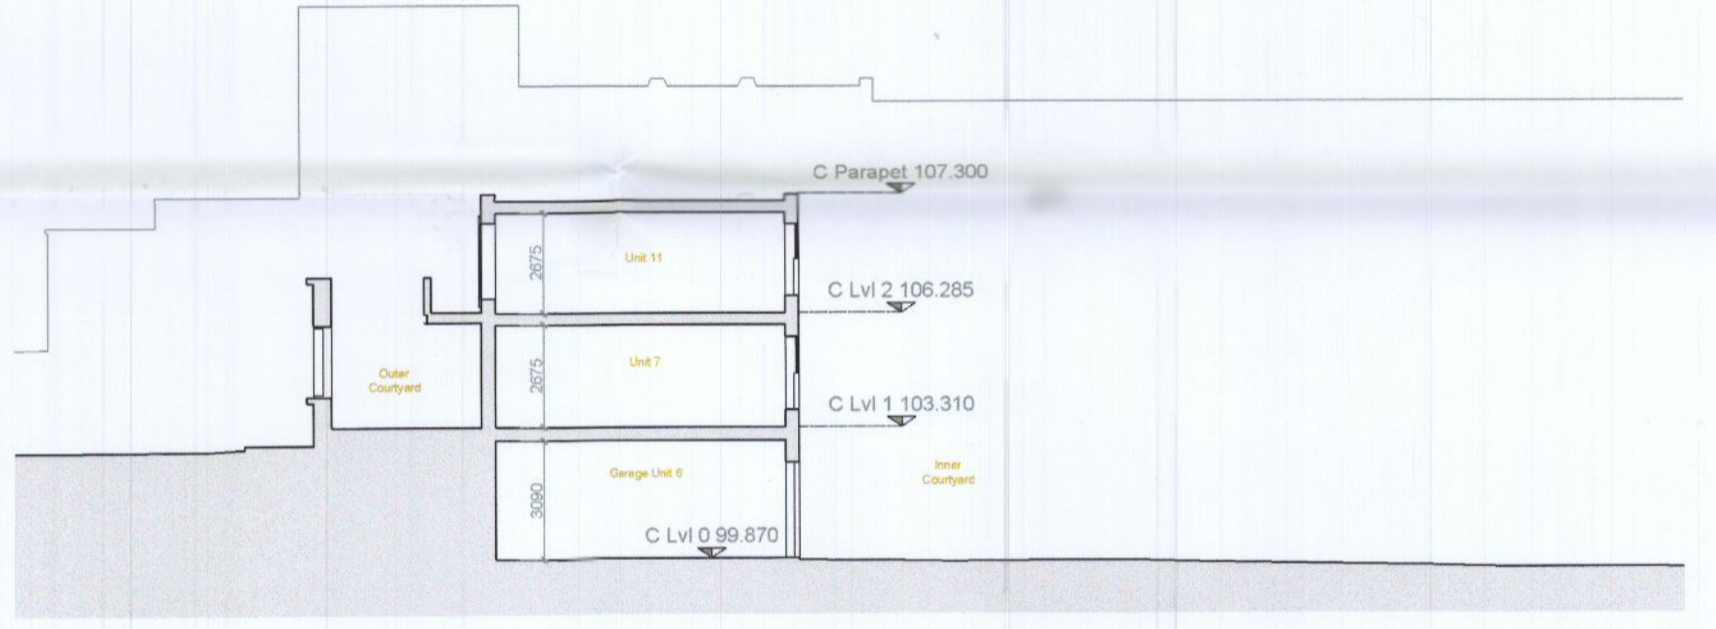 C Parapet 107.300
2675
Unit 11
C Lvl 2 106.285
2675
Unit 7
Outer
Courtyard
C Lvl 1 103.310
3090
Garage Unit 6
Inner
Courtyard
C Lvl 0 99.870